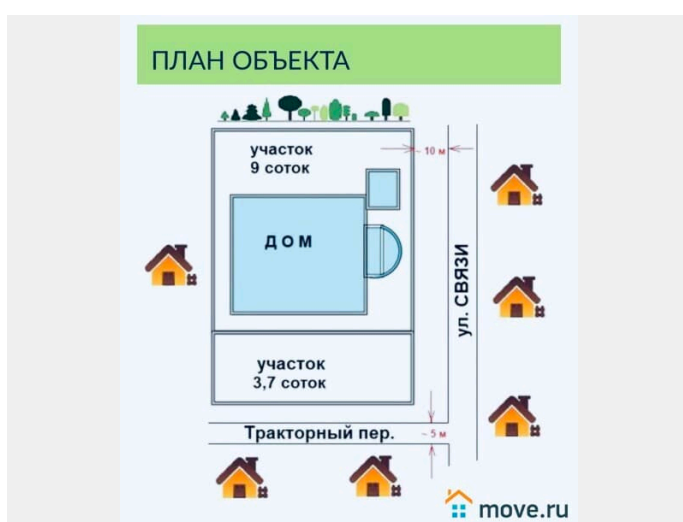 ПЛАН ОБЪЕКТА
участок
9 соток
~ 10 м
ДОМ
ул. СВЯЗИ
участок
3,7 соток
Тракторный пер.
~ 5 м
move.ru